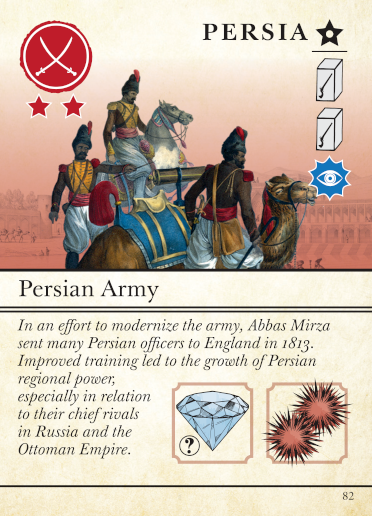 PERSIA
Persian Army
In an effort to modernize the army, Abbas Mirza
sent many Persian officers to England in 1813.
Improved training led to the growth of Persian
regional power,
especially in relation
to their chief rivals
in Russia and the
Ottoman Empire.
?
82